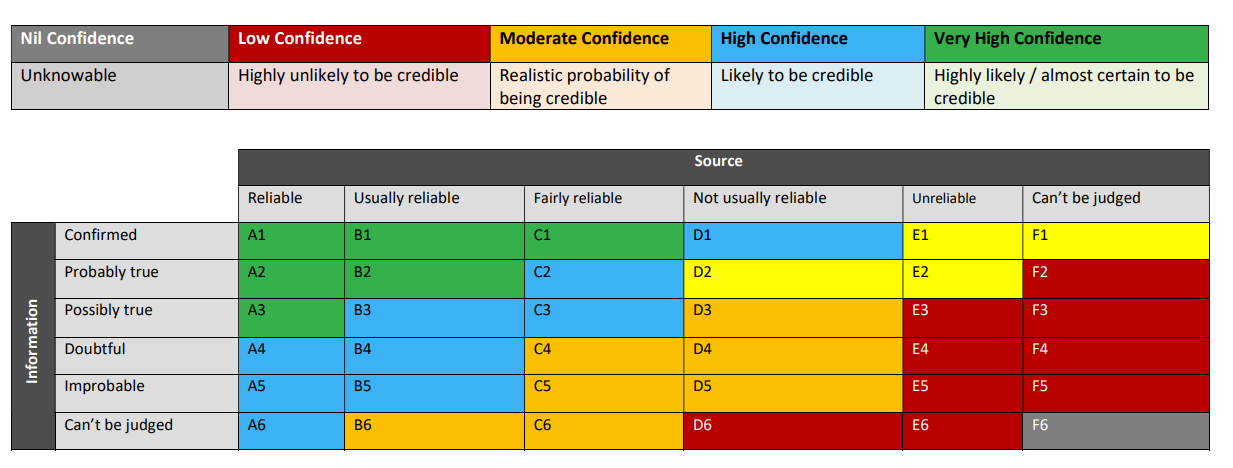 Nil Confidence Low Confidence Moderate Confidence High Confidence Very High Confidence
Unknowable Highly unlikely to be credible Realistic probability of Likely to be credible Highly likely / almost certain to be
being credible credible
Source
Reliable Usually reliable Fairly reliable Not usually reliable Unreliable Can't be judged
Information
Confirmed A1 B1 C1 D1 E1 F1
Probably true A2 B2 C2 D2 E2 F2
Possibly true A3 B3 C3 D3 E3 F3
Doubtful A4 B4 C4 D4 E4 F4
Improbable A5 B5 C5 D5 E5 F5
Can't be judged A6 B6 C6 D6 E6 F6